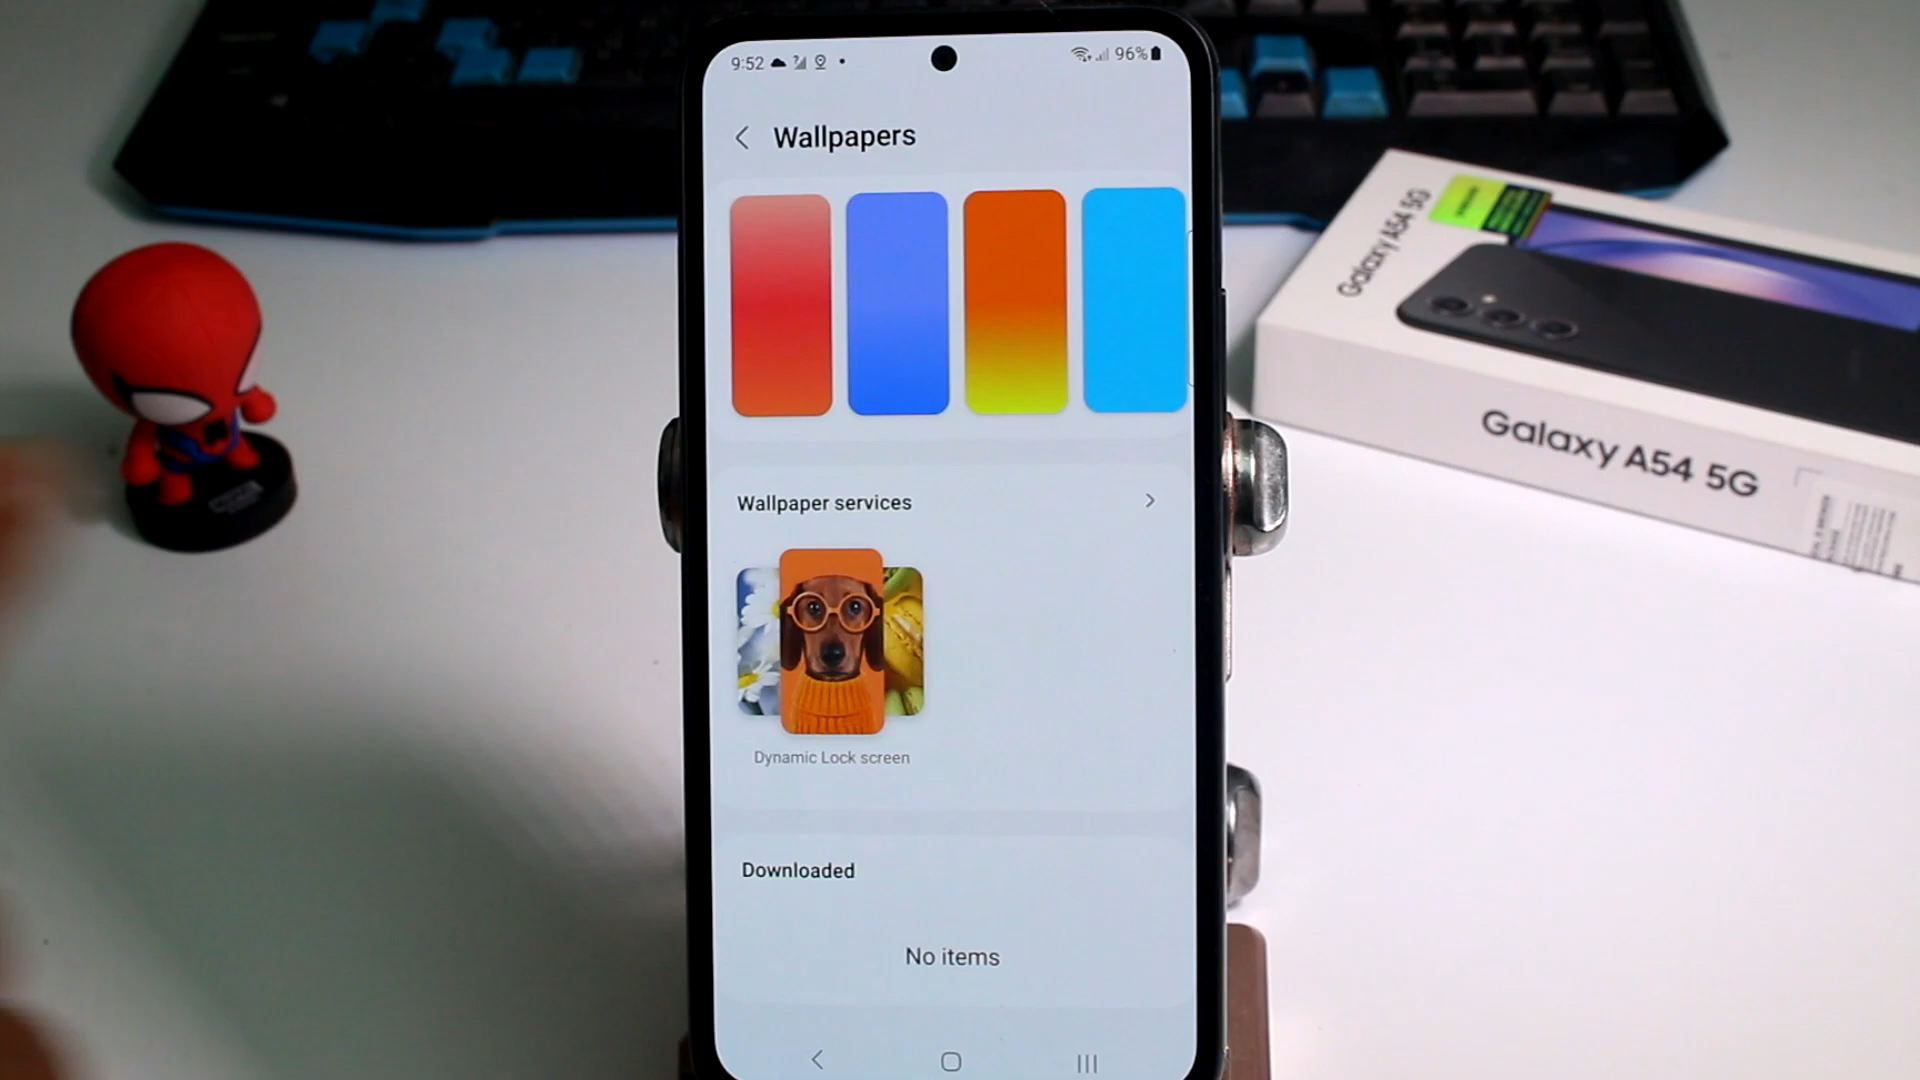 9:52
96%
Wallpapers
Wallpaper services
Dynamic Lock screen
Downloaded
No items
Galaxy A54 5G
Galaxy A54 5G